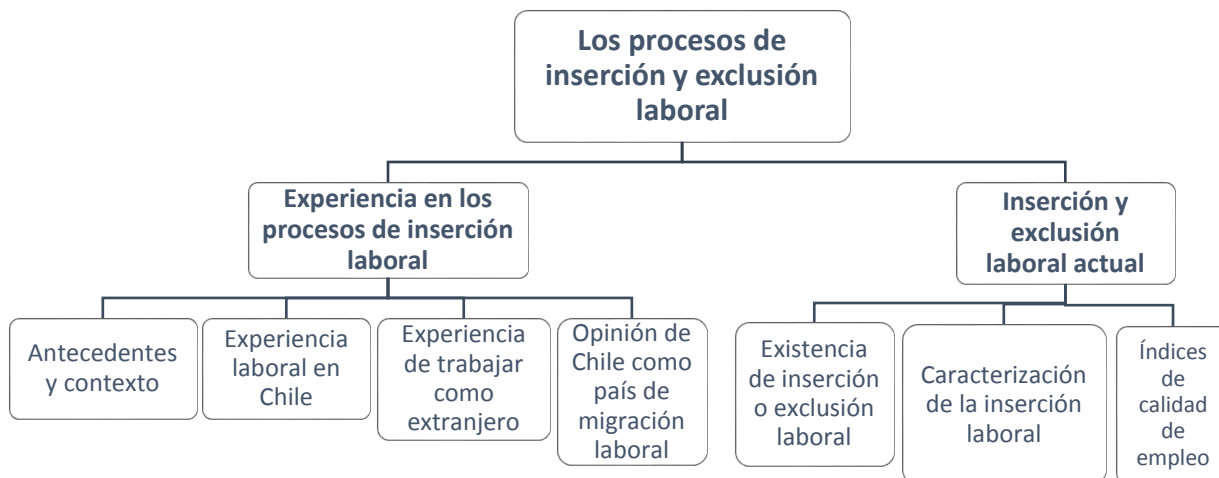 Los procesos de
inserción y exclusión
laboral
Experiencia en los
procesos de inserción
laboral
Inserción y
exclusión
laboral actual
Antecedentes
y contexto
Experiencia
laboral en
Chile
Experiencia
de trabajar
como
extranjero
Opinión de
Chile como
país de
migración
laboral
Existencia
de inserción
o exclusión
laboral
Caracterización
de la inserción
laboral
Índices
de
calidad
de
empleo